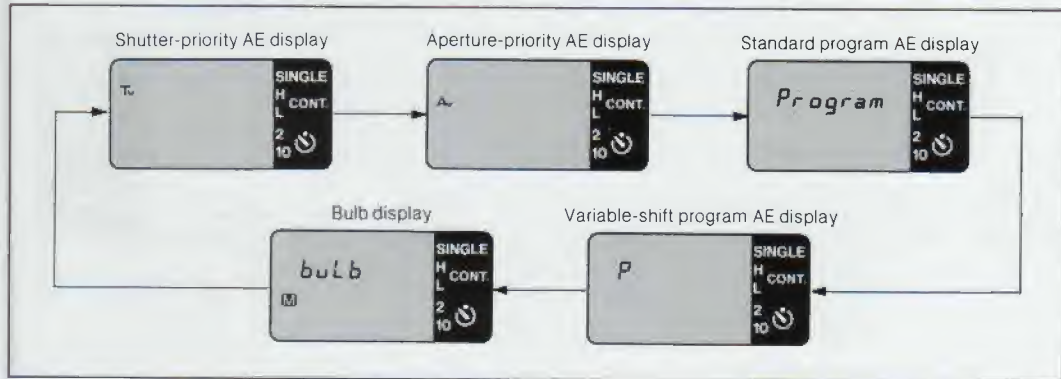 Shutter-priority AE display
Tv
SINGLE
H
L
CONT.
2
10
Aperture-priority AE display
Av
SINGLE
H
L
CONT.
2
10
Standard program AE display
Program
SINGLE
H
L
CONT.
2
10
Variable-shift program AE display
P
SINGLE
H
L
CONT.
2
10
Bulb display
buLb
M
SINGLE
H
L
CONT.
2
10